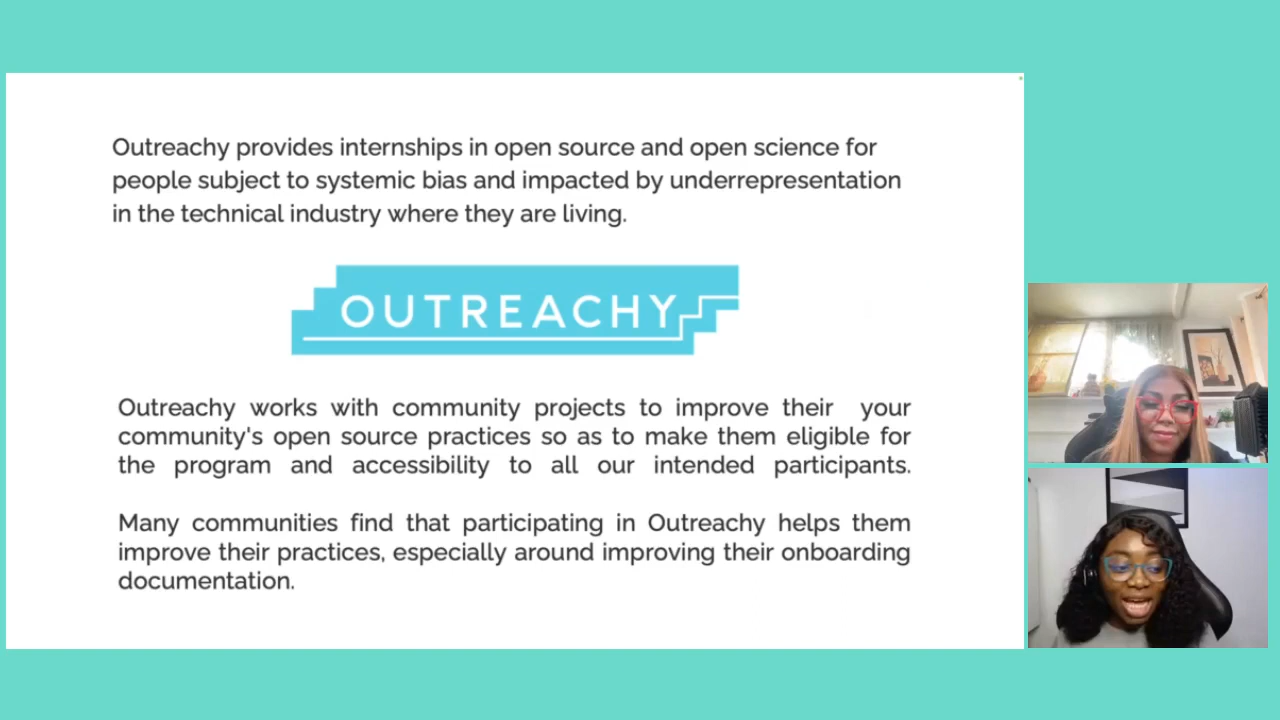 Outreachy provides internships in open source and open science for
people subject to systemic bias and impacted by underrepresentation
in the technical industry where they are living.
OUTREACHY
Outreachy works with community projects to improve their your
community's open source practices so as to make them eligible for
the program and accessibility to all our intended participants.
Many communities find that participating in Outreachy helps them
improve their practices, especially around improving their onboarding
documentation.